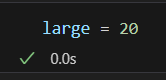 large = 20
0.0s